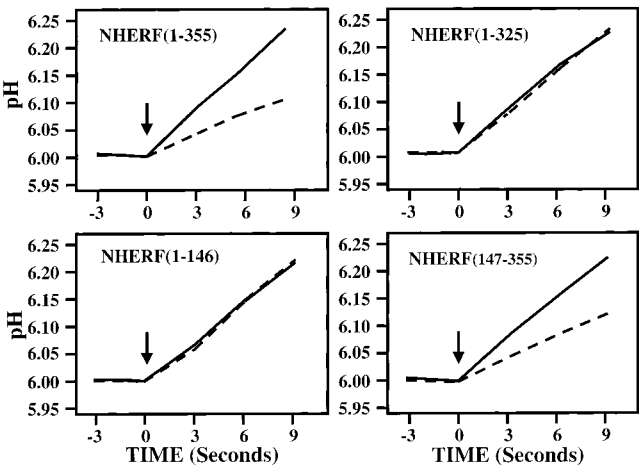 NHERF(1-355)
pH
6.25
6.20
6.15
6.10
6.05
6.00
5.95
-3 0 3 6 9
NHERF(1-325)
6.25
6.20
6.15
6.10
6.05
6.00
5.95
-3 0 3 6 9
NHERF(1-146)
pH
6.25
6.20
6.15
6.10
6.05
6.00
5.95
-3 0 3 6 9
TIME (Seconds)
NHERF(147-355)
6.25
6.20
6.15
6.10
6.05
6.00
5.95
-3 0 3 6 9
TIME (Seconds)